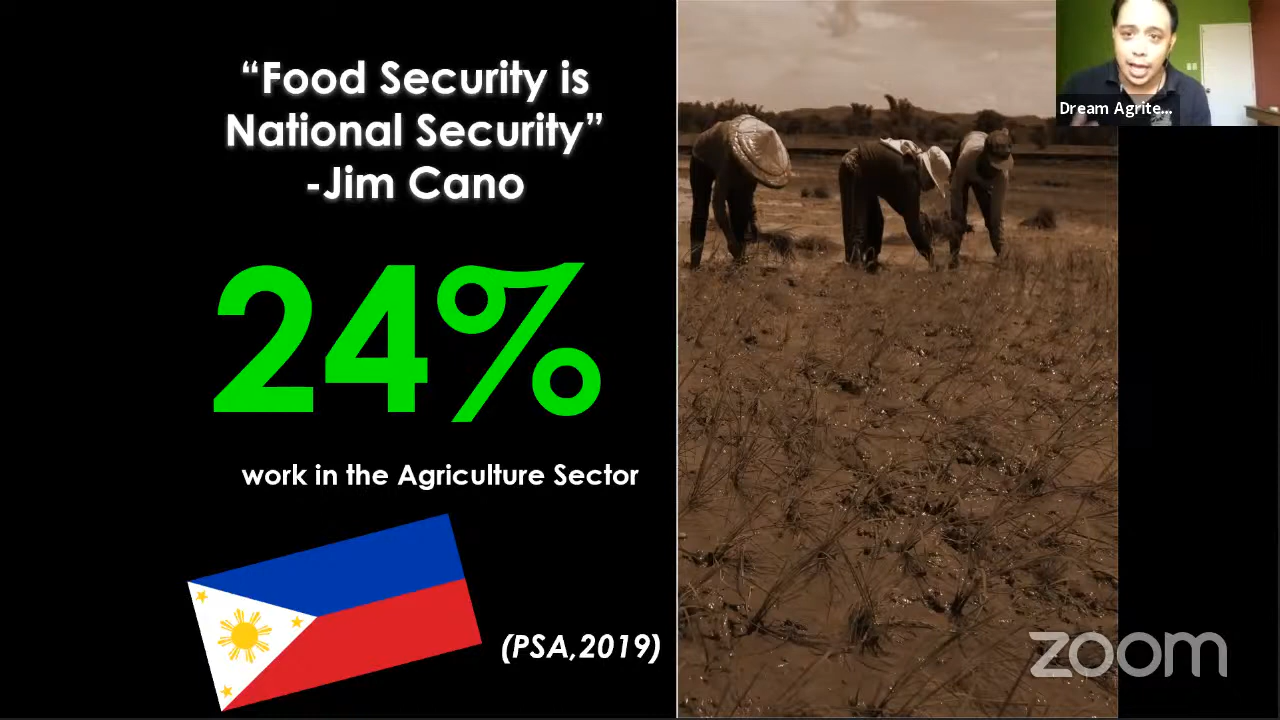 “Food Security is
National Security”
-Jim Cano
24%
work in the Agriculture Sector
(PSA,2019)
Dream Agrite...
zoom